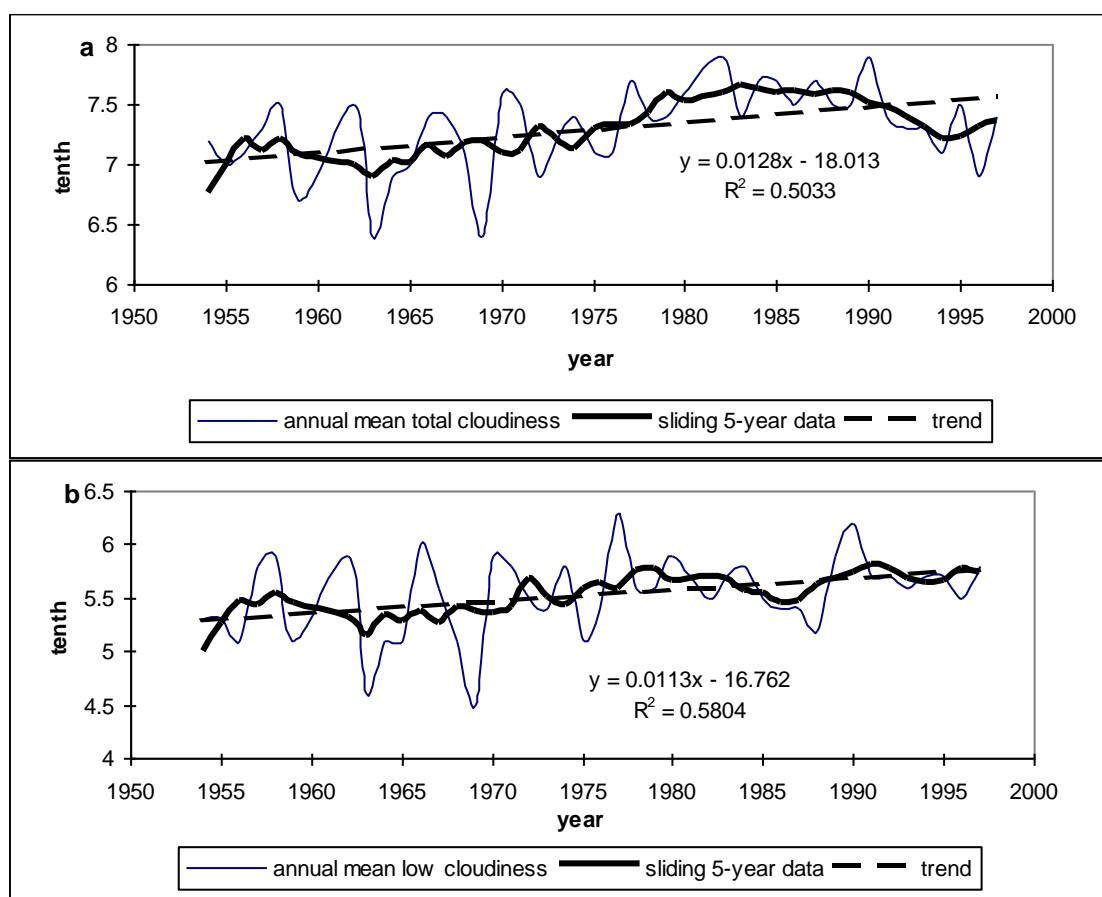 a
8
7.5
7
6.5
6
tenth
y = 0.0128x - 18.013
R² = 0.5033
1950 1955 1960 1965 1970 1975 1980 1985 1990 1995 2000
year
annual mean total cloudiness sliding 5-year data trend
b
6.5
6
5.5
5
4.5
4
tenth
y = 0.0113x - 16.762
R² = 0.5804
1950 1955 1960 1965 1970 1975 1980 1985 1990 1995 2000
year
annual mean low cloudiness sliding 5-year data trend